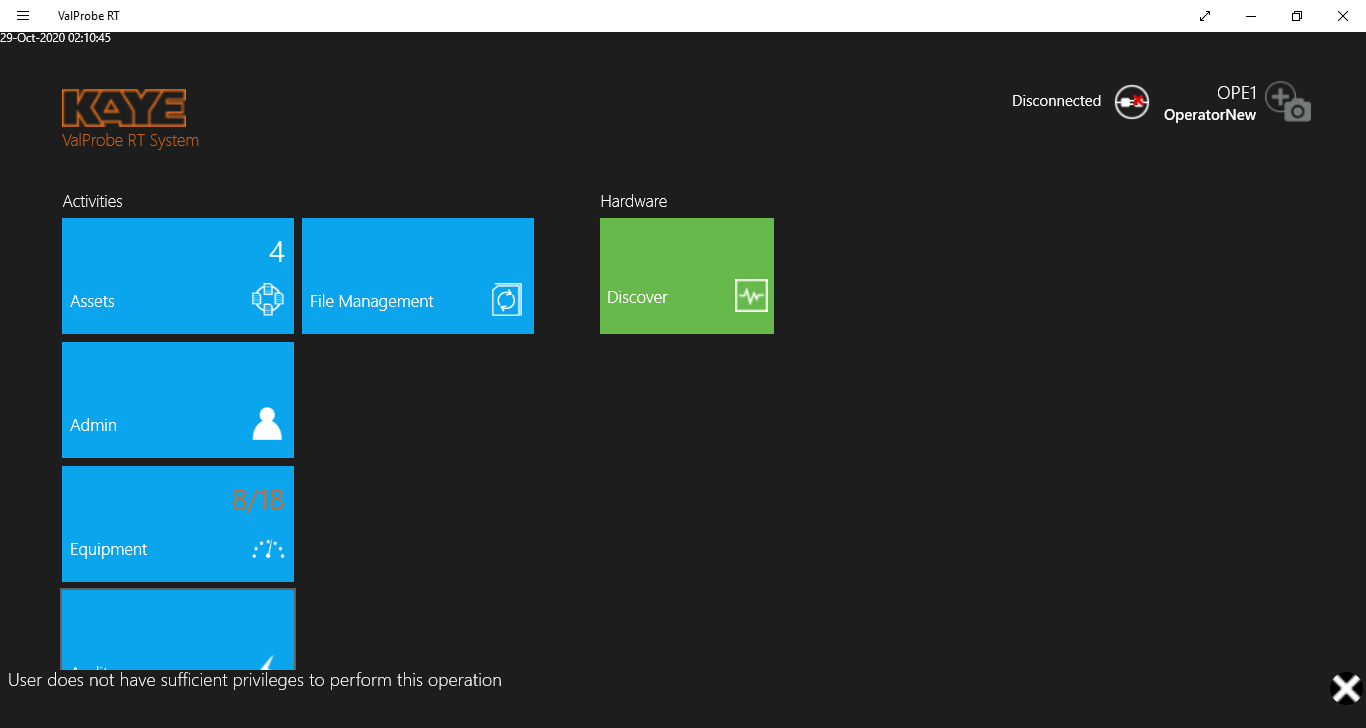 ValProbe RT
29-Oct-2020 02:10:45
KAYE
ValProbe RT System
Disconnected
OPE1
OperatorNew
Activities
Hardware
4
Assets
File Management
Discover
Admin
8/18
Equipment
Audit
User does not have sufficient privileges to perform this operation